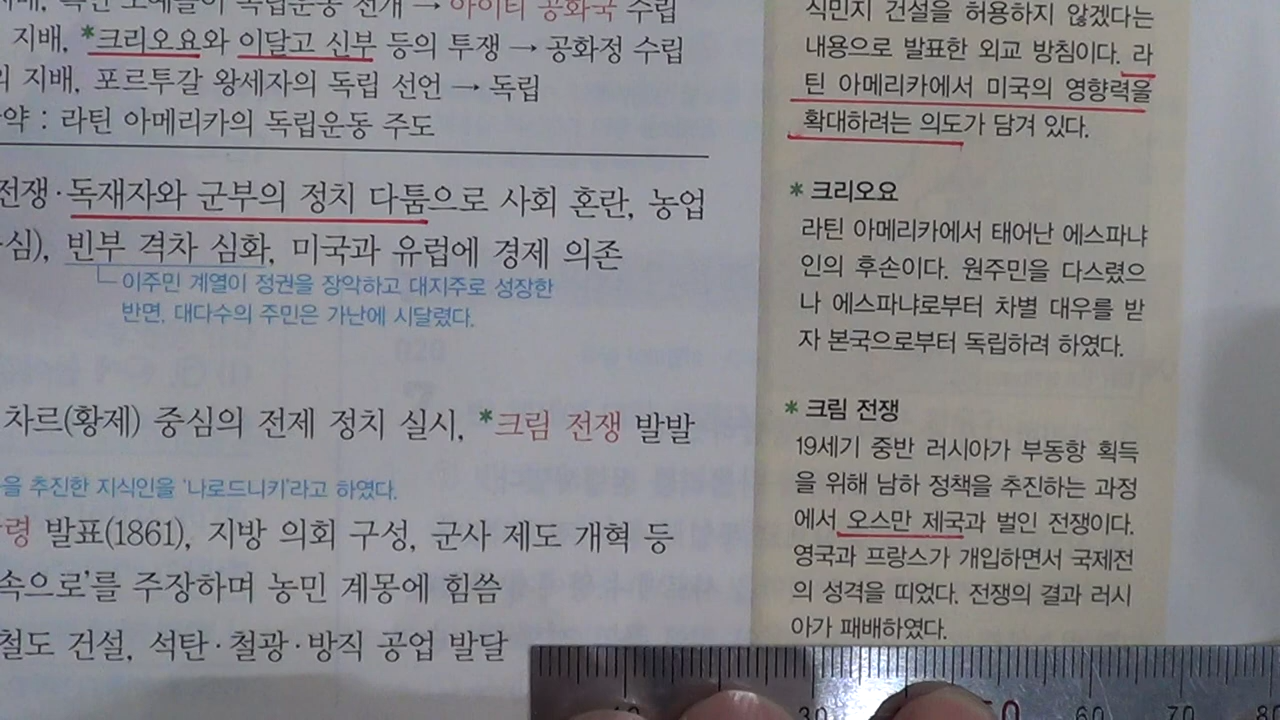 독립운동 전개 → 아이티 공화국 수립
지배, *크리오요와 이달고 신부 등의 투쟁 → 공화정 수립
지배, 포르투갈 왕세자의 독립 선언 → 독립
: 라틴 아메리카의 독립운동 주도
전쟁·독재자와 군부의 정치 다툼으로 사회 혼란, 농업
심), 빈부 격차 심화, 미국과 유럽에 경제 의존
이주민 계열이 정권을 장악하고 대지주로 성장한
반면, 대다수의 주민은 가난에 시달렸다.
차르(황제) 중심의 전제 정치 실시, *크림 전쟁 발발
을 추진한 지식인을 '나로드니키'라고 하였다.
령 발표(1861), 지방 의회 구성, 군사 제도 개혁 등
속으로'를 주장하며 농민 계몽에 힘씀
철도 건설, 석탄·철광·방직 공업 발달
식민지 건설을 허용하지 않겠다는
내용으로 발표한 외교 방침이다. 라
틴 아메리카에서 미국의 영향력을
확대하려는 의도가 담겨 있다.
* 크리오요
라틴 아메리카에서 태어난 에스파냐
인의 후손이다. 원주민을 다스렸으
나 에스파냐로부터 차별 대우를 받
자 본국으로부터 독립하려 하였다.
* 크림 전쟁
19세기 중반 러시아가 부동항 획득
을 위해 남하 정책을 추진하는 과정
에서 오스만 제국과 벌인 전쟁이다.
영국과 프랑스가 개입하면서 국제전
의 성격을 띠었다. 전쟁의 결과 러시
아가 패배하였다.
30 60 70